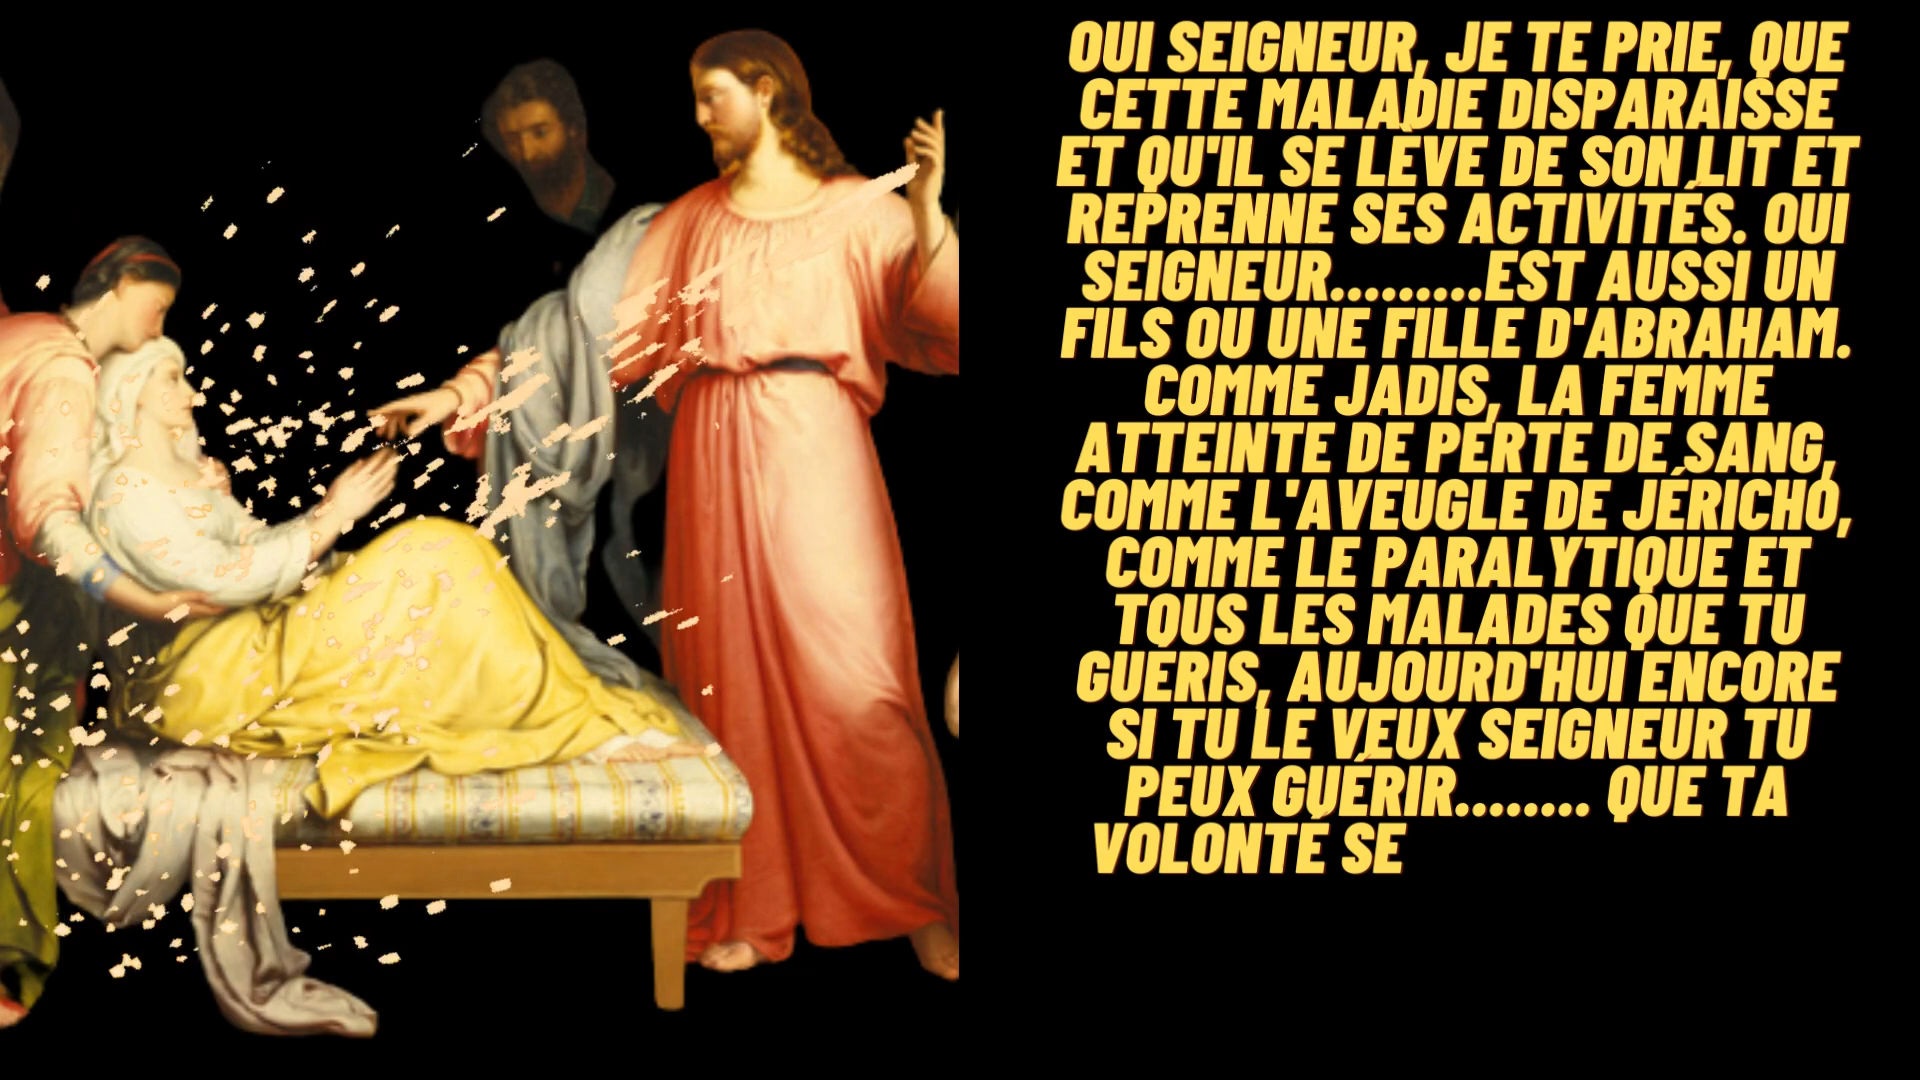 OUI SEIGNEUR, JE TE PRIE, QUE
CETTE MALADIE DISPARAISSE
ET QU'IL SE LÈVE DE SON LIT ET
REPRENNE SES ACTIVITÉS. OUI
SEIGNEUR.........EST AUSSI UN
FILS OU UNE FILLE D'ABRAHAM.
COMME JADIS, LA FEMME
ATTEINTE DE PERTE DE SANG,
COMME L'AVEUGLE DE JÉRICHO,
COMME LE PARALYTIQUE ET
TOUS LES MALADES QUE TU
GUÉRIS, AUJOURD'HUI ENCORE
SI TU LE VEUX SEIGNEUR TU
PEUX GUÉRIR........ QUE TA
VOLONTÉ SE